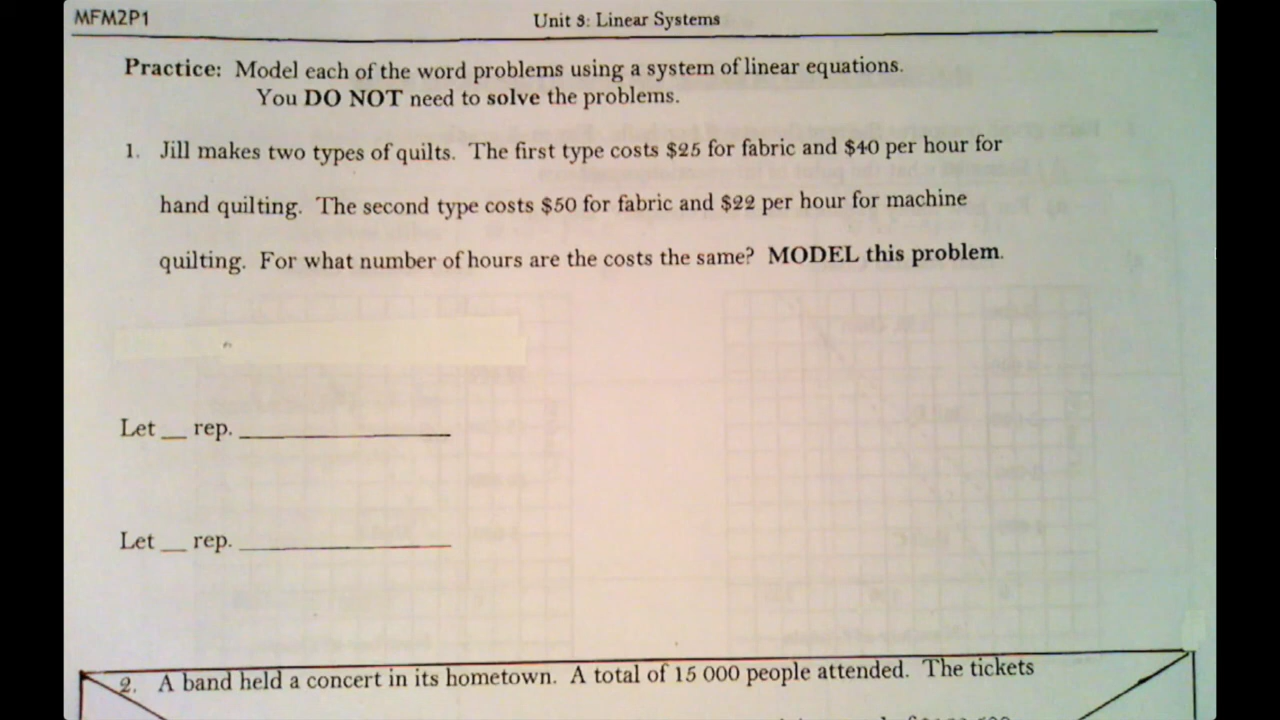 MFM2P1
Unit 3: Linear Systems
Practice: Model each of the word problems using a system of linear equations.
You DO NOT need to solve the problems.
1. Jill makes two types of quilts. The first type costs $25 for fabric and $40 per hour for
hand quilting. The second type costs $50 for fabric and $22 per hour for machine
quilting. For what number of hours are the costs the same? MODEL this problem.
Let __ rep. ____________________
Let __ rep. ____________________
2. A band held a concert in its hometown. A total of 15 000 people attended. The tickets